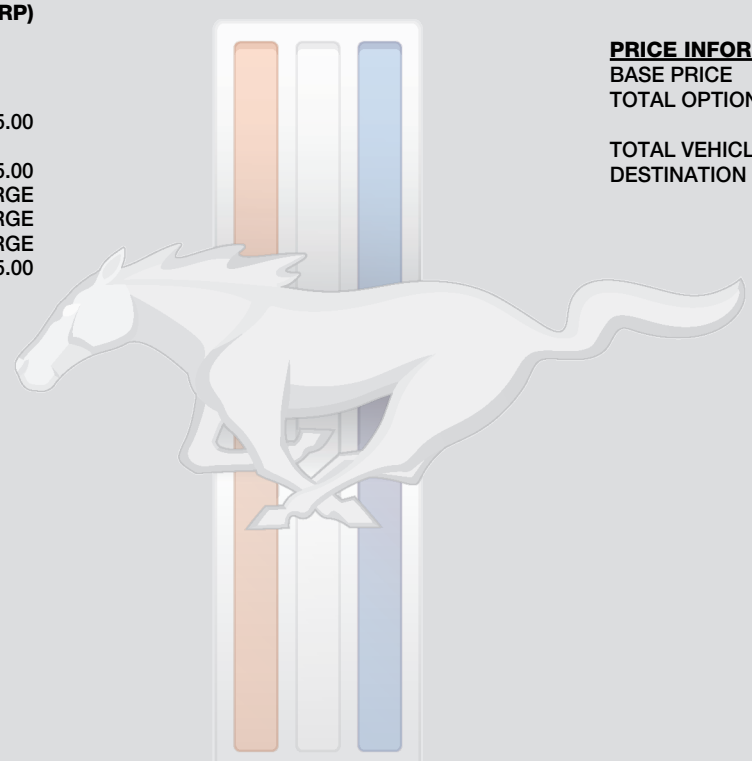 RP)
5.00
5.00
RGE
RGE
RGE
5.00
PRICE INFOR
BASE PRICE
TOTAL OPTION
TOTAL VEHICL
DESTINATION